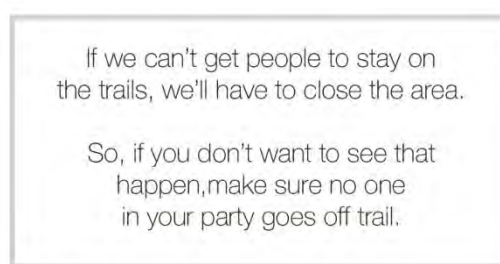 If we can't get people to stay on
the trails, we'll have to close the area.
So, if you don't want to see that
happen,make sure no one
in your party goes off trail.